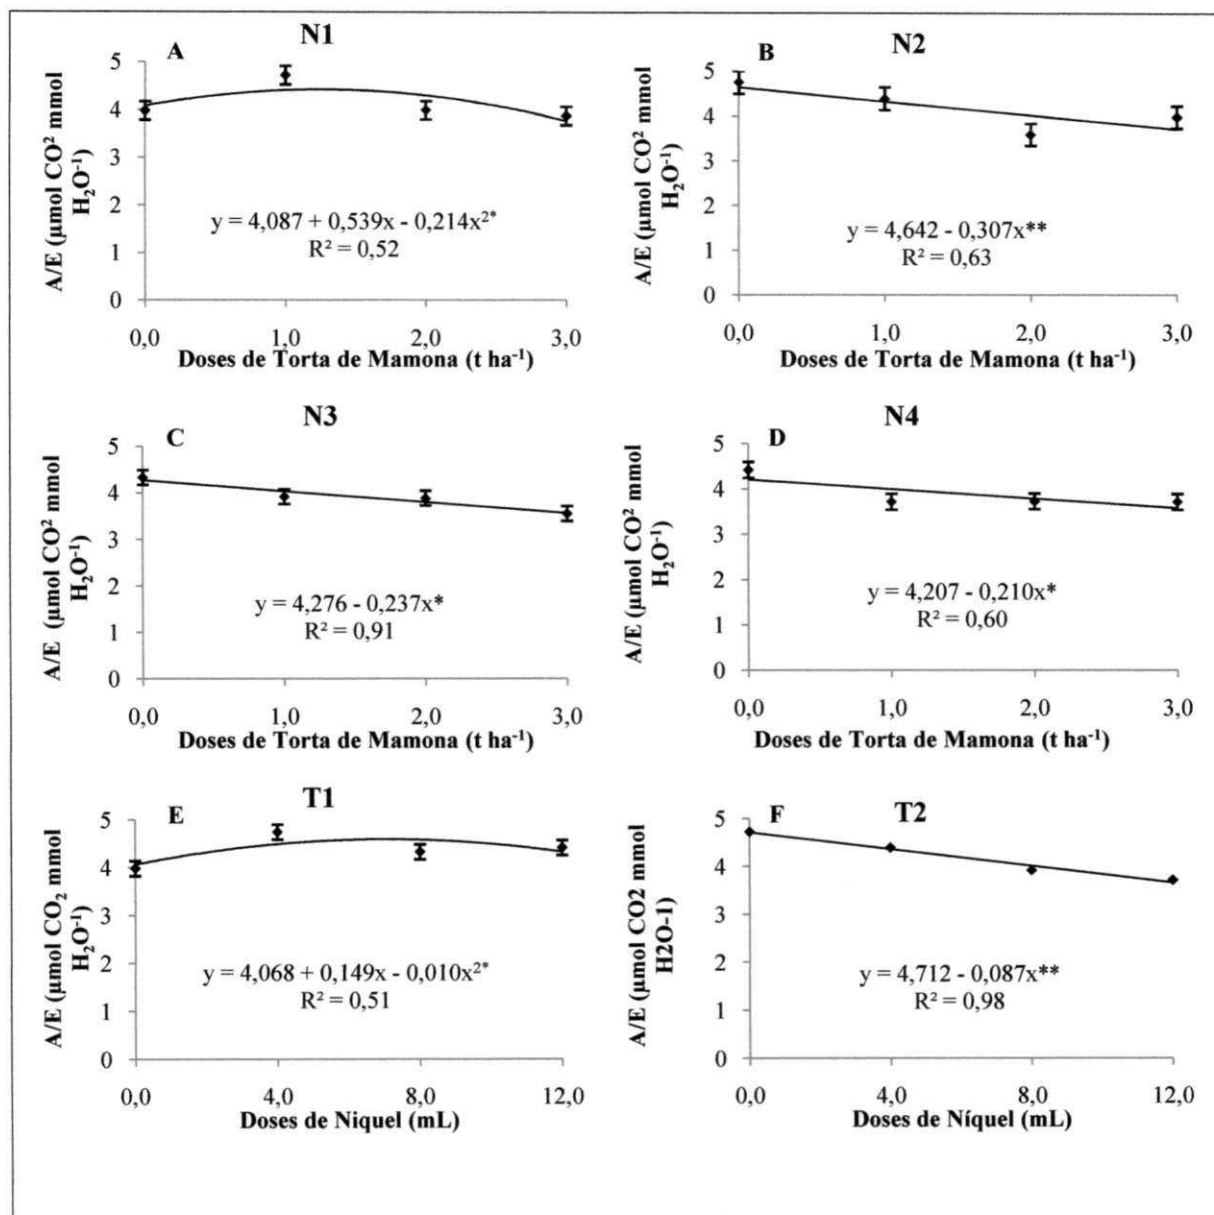 A
N1
A/E (µmol CO² mmol
H₂O⁻¹)
5
4
3
2
1
0
y = 4,087 + 0,539x - 0,214x²*
R² = 0,52
0,0 1,0 2,0 3,0
Doses de Torta de Mamona (t ha⁻¹)
B
N2
A/E (µmol CO² mmol
H₂O⁻¹)
5
4
3
2
1
0
y = 4,642 - 0,307x**
R² = 0,63
0,0 1,0 2,0 3,0
Doses de Torta de Mamona (t ha⁻¹)
C
N3
A/E (µmol CO² mmol
H₂O⁻¹)
5
4
3
2
1
0
y = 4,276 - 0,237x*
R² = 0,91
0,0 1,0 2,0 3,0
Doses de Torta de Mamona (t ha⁻¹)
D
N4
A/E (µmol CO² mmol
H₂O⁻¹)
5
4
3
2
1
0
y = 4,207 - 0,210x*
R² = 0,60
0,0 1,0 2,0 3,0
Doses de Torta de Mamona (t ha⁻¹)
E
T1
A/E (µmol CO₂ mmol
H₂O⁻¹)
5
4
3
2
1
0
y = 4,068 + 0,149x - 0,010x²*
R² = 0,51
0,0 4,0 8,0 12,0
Doses de Niquel (mL)
F
T2
A/E (µmol CO2 mmol
H2O-1)
5
4
3
2
1
0
y = 4,712 - 0,087x**
R² = 0,98
0,0 4,0 8,0 12,0
Doses de Níquel (mL)